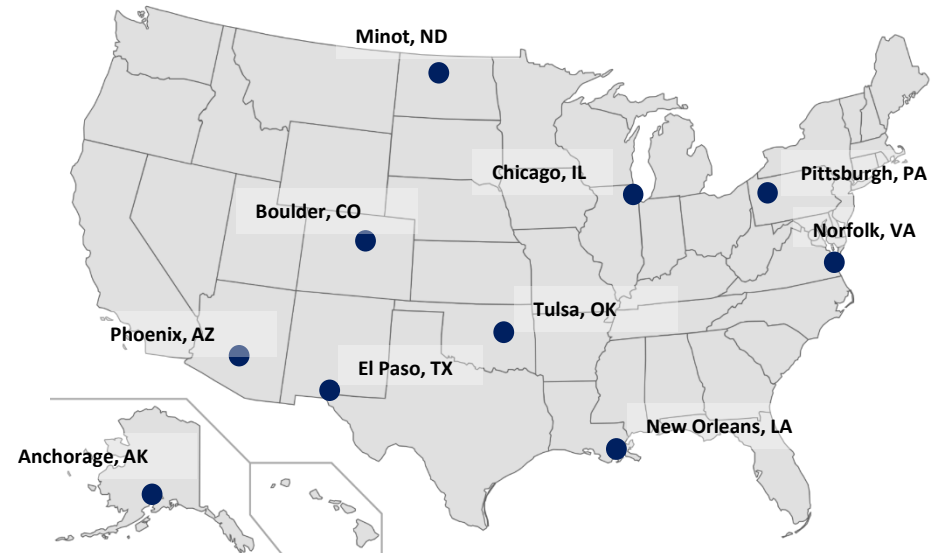 Minot, ND
Chicago, IL
Pittsburgh, PA
Boulder, CO
Norfolk, VA
Tulsa, OK
Phoenix, AZ
El Paso, TX
New Orleans, LA
Anchorage, AK